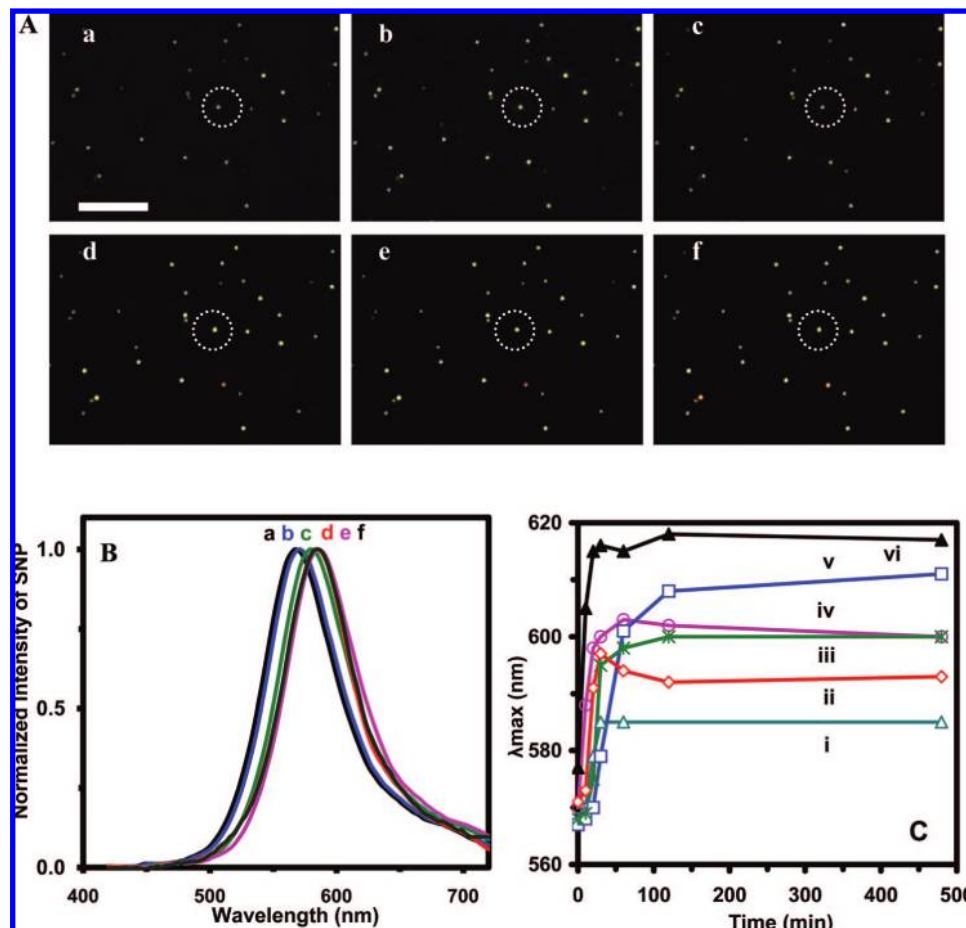 A
a b c
d e f
B
a b c d e f
Normalized Intensity of SNP
1.0
0.5
0.0
400 500 600 700
Wavelength (nm)
C
λmax (nm)
620
600
580
560
vi
v
iv
iii
ii
i
0 100 200 300 400 500
Time (min)